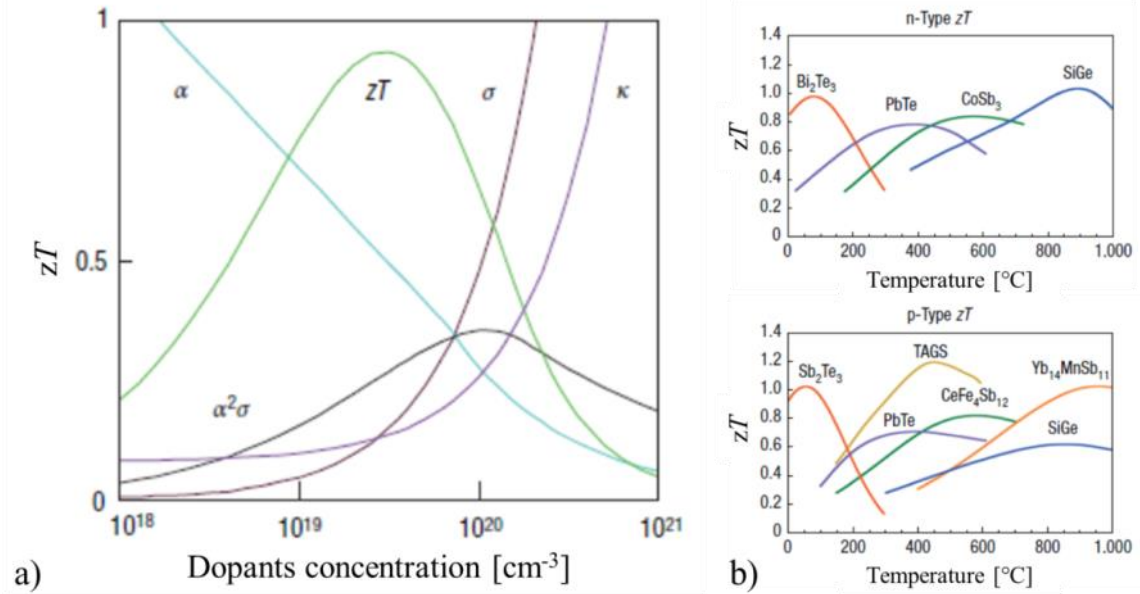 1
0.5
0
zT
α
zT
σ
κ
α²σ
10¹⁸
10¹⁹
10²⁰
10²¹
Dopants concentration [cm⁻³]
a)
n-Type zT
1.4
1.2
1.0
0.8
0.6
0.4
0.2
0
zT
Bi₂Te₃
PbTe
CoSb₃
SiGe
0 200 400 600 800 1.000
Temperature [°C]
p-Type zT
1.4
1.2
1.0
0.8
0.6
0.4
0.2
0
zT
Sb₂Te₃
TAGS
PbTe
CeFe₄Sb₁₂
Yb₁₄MnSb₁₁
SiGe
0 200 400 600 800 1.000
Temperature [°C]
b)